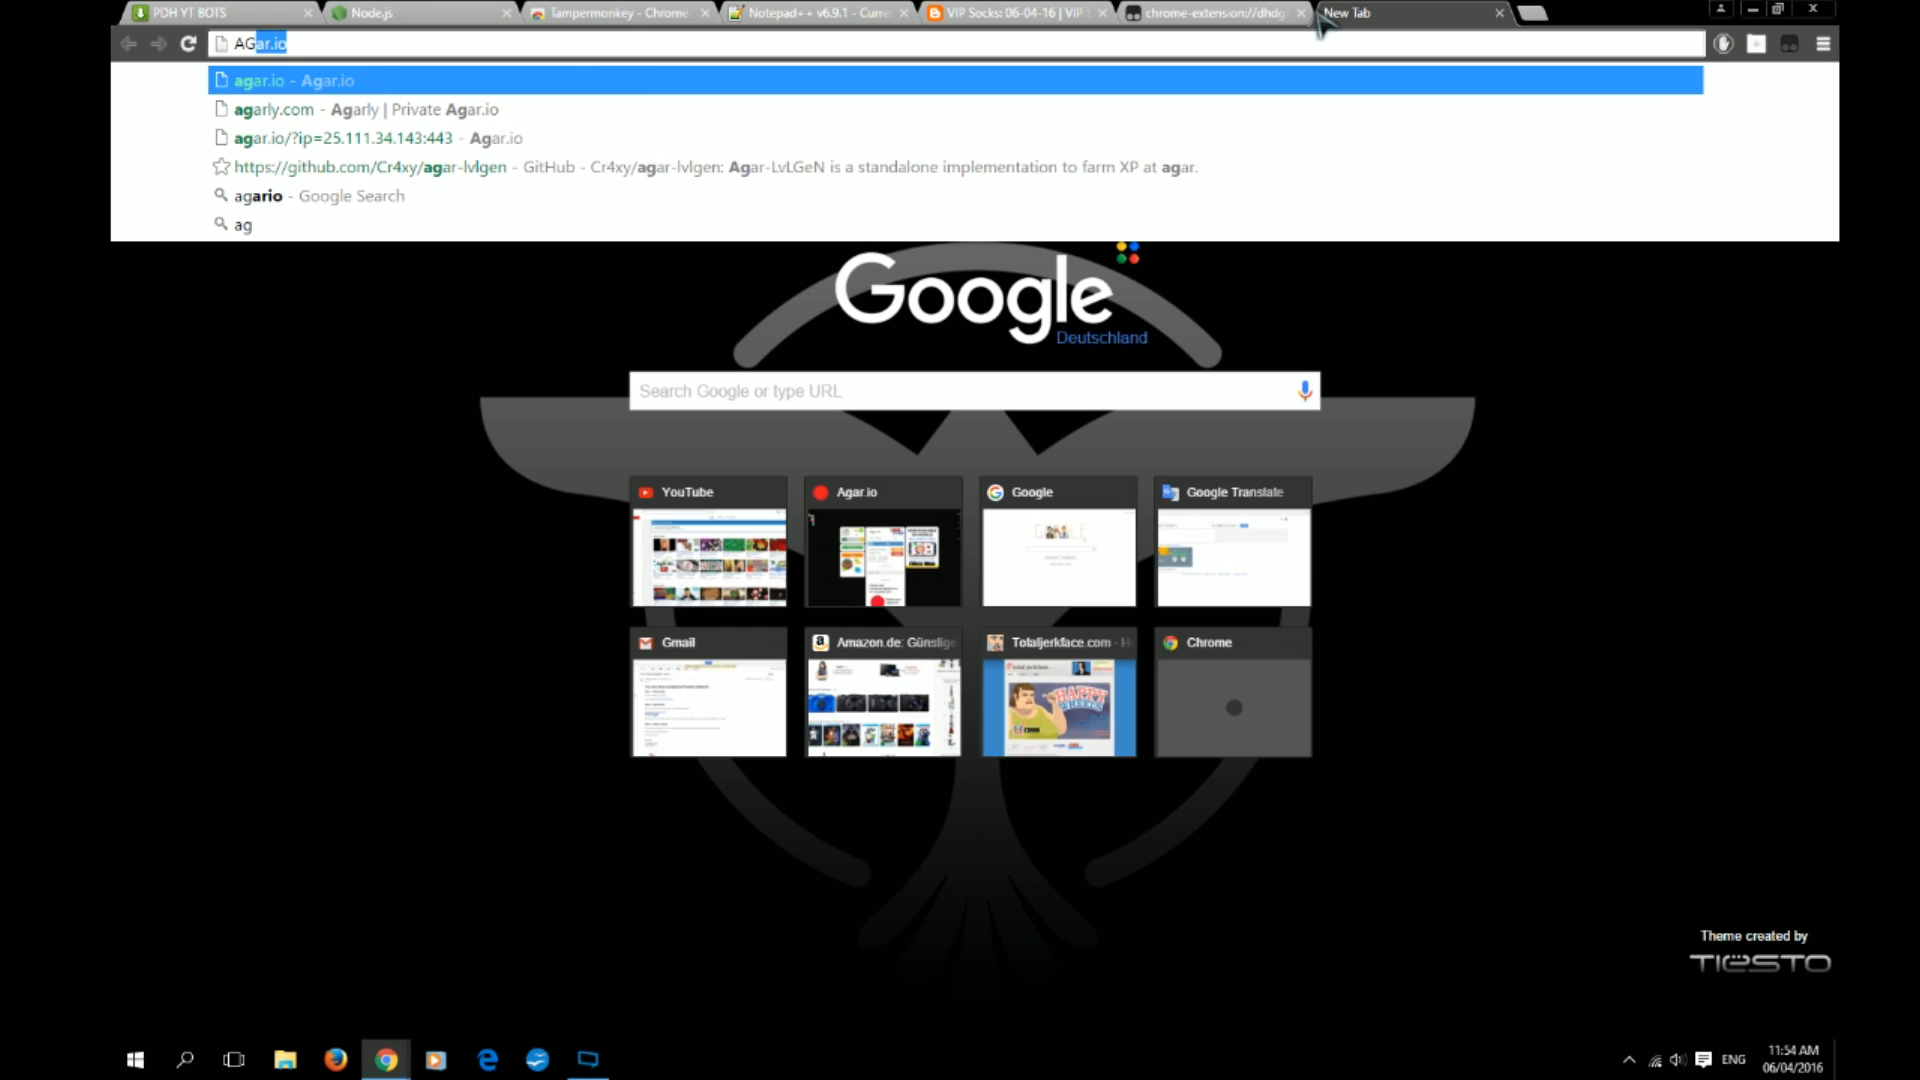 PDH YT BOTS
Node.js
Tampermonkey - Chrome
Notepad++ v6.9.1 - Curre
VIP Socks: 06-04-16 | VIP S
chrome-extension://dhdg
New Tab
AGar.io
agar.io - Agar.io
agarly.com - Agarly | Private Agar.io
agar.io/?ip=25.111.34.143:443 - Agar.io
https://github.com/Cr4xy/agar-lvlgen - GitHub - Cr4xy/agar-lvlgen: Agar-LvLGeN is a standalone implementation to farm XP at agar.
agario - Google Search
ag
Google
Deutschland
Search Google or type URL
YouTube
Agar.io
Google
Google Translate
Gmail
Amazon.de: Günstige
Totaljerkface.com - H
Chrome
HAPPY
WHEELS
Theme created by
TIËSTO
ENG
11:54 AM
06/04/2016